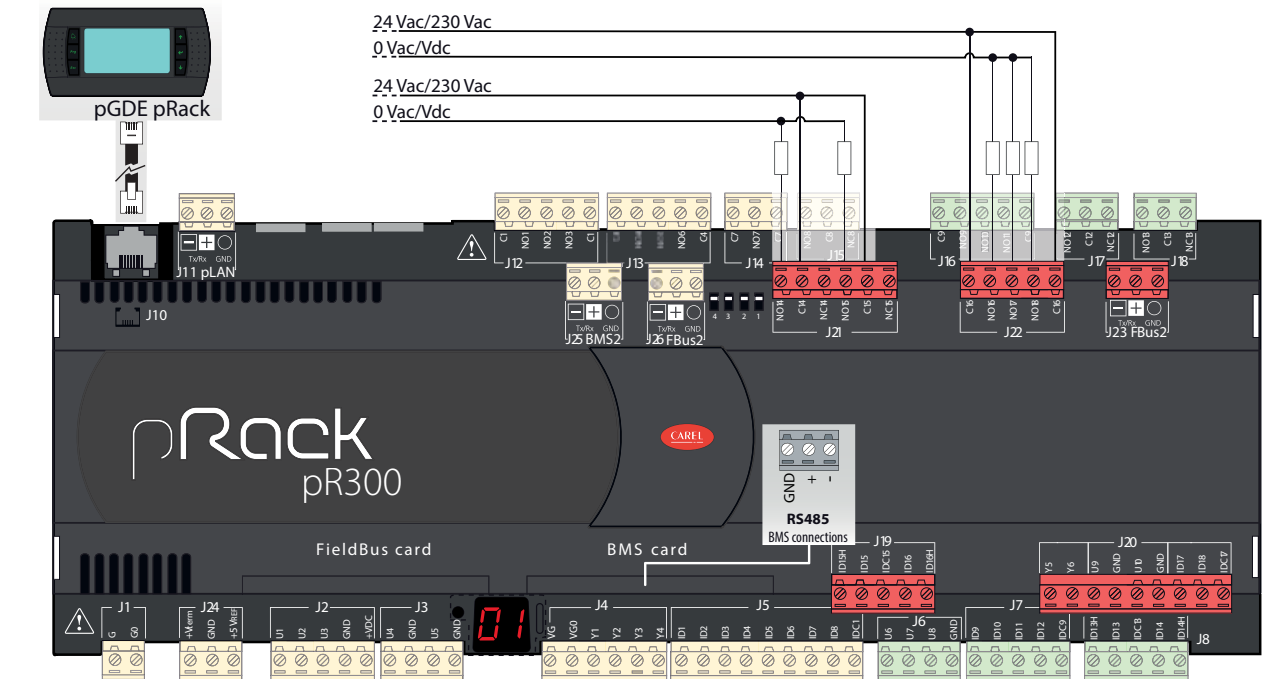 24 Vac/230 Vac
0 Vac/Vdc
24 Vac/230 Vac
0 Vac/Vdc
pGDE pRack
C1 NO1 NO2 NO3 C1
J12
NO6 C4
J13
C7 NO7 C7
J14
NO8 C8
J15
C9
J16
NO12 C12 NC12
J17
NO13 C13 NC13
J18
Tx/Rx GND
J11 pLAN
J10
Tx/Rx GND
J25 BMS2
Tx/Rx GND
J26 FBus2
4 3 2 1
NO14 C14 NC14 NO15 C15 NC15
J21
C16 NO16 NO17 NO18 C16
J22
Tx/Rx GND
J23 FBus2
pRack
pR300
CAREL
GND + -
RS485
BMS connections
FieldBus card
BMS card
J19
ID15H ID15 IDC15 ID16 ID16H
J20
Y5 Y6 U9 GND U10 GND ID17 ID18 IDC17
J1
G G0
J24
+Vterm GND +5 VREF
J2
U1 U2 U3 GND +VDC
J3
U4 GND U5 GND
01
J4
VG VG0 Y1 Y2 Y3 Y4
J5
ID1 ID2 ID3 ID4 ID5 ID6 ID7 ID8 IDC1
J6
U6 U7 U8 GND
J7
ID9 ID10 ID11 ID12 IDC9
ID13H ID13 IDC13 ID14 ID14H
J8